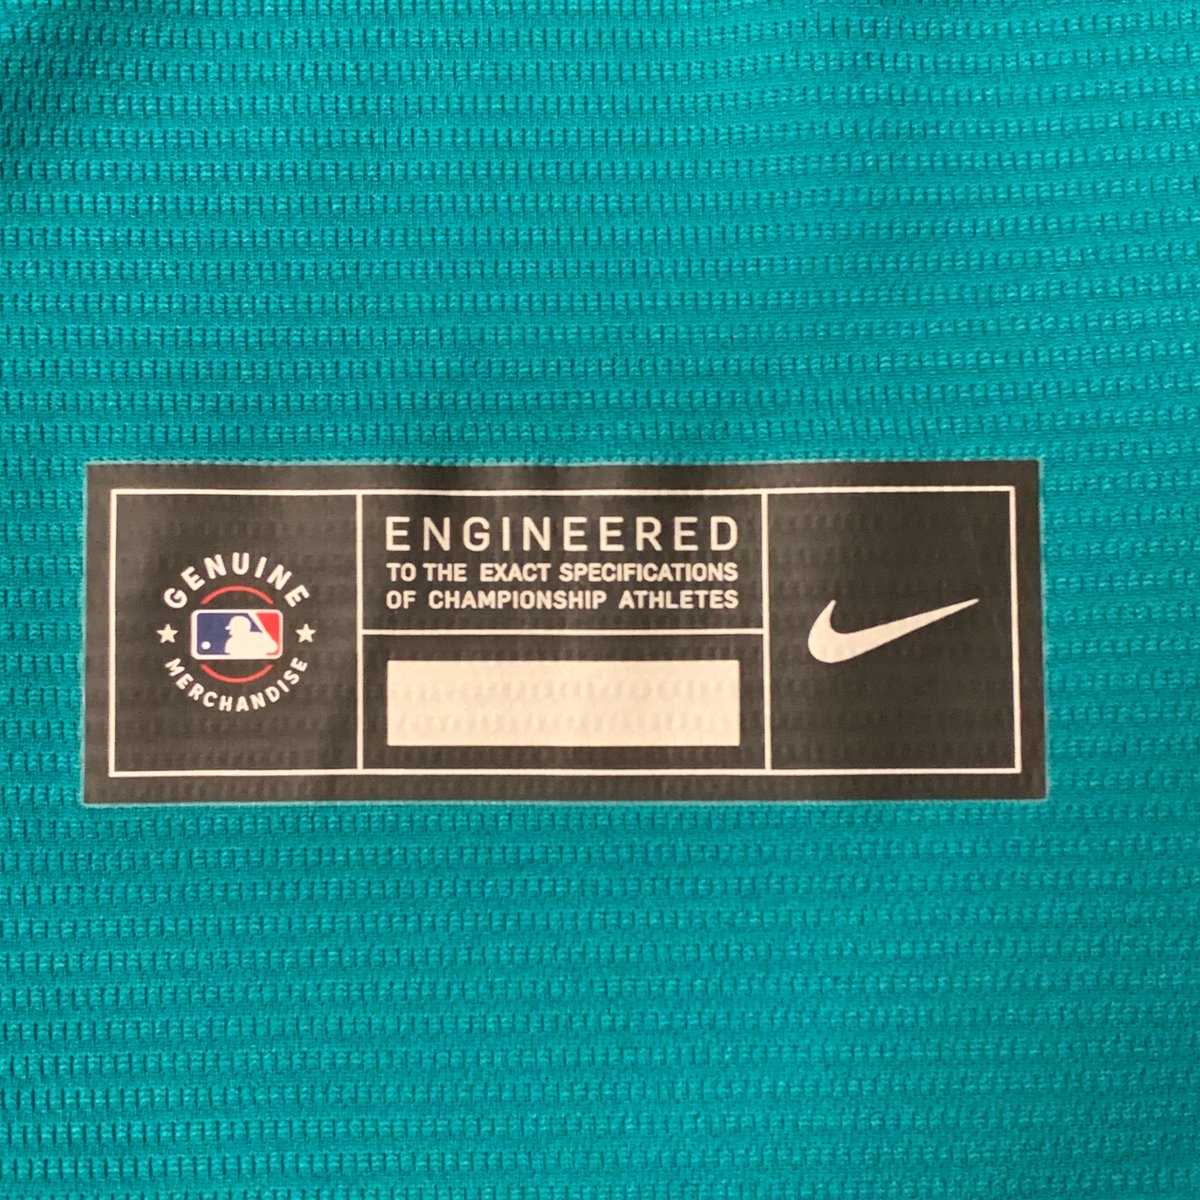 GENUINE
MERCHANDISE
ENGINEERED
TO THE EXACT SPECIFICATIONS
OF CHAMPIONSHIP ATHLETES